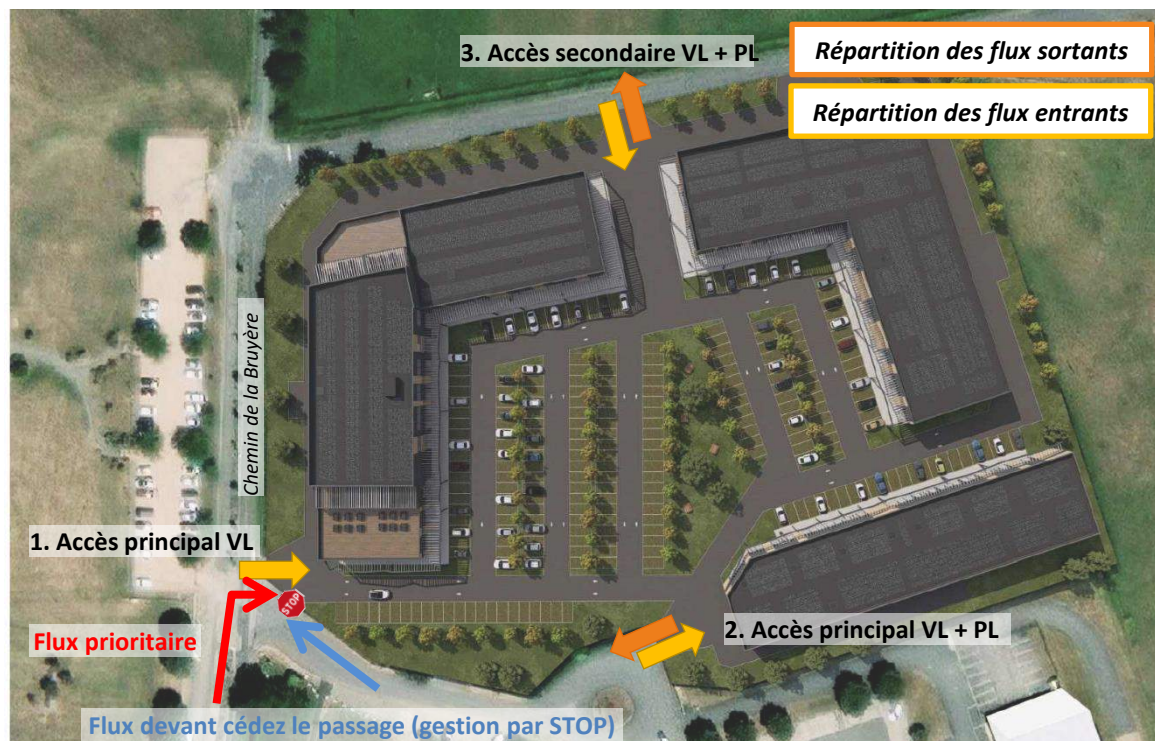 3. Accès secondaire VL + PL
Répartition des flux sortants
Répartition des flux entrants
Chemin de la Bruyère
1. Accès principal VL
STOP
Flux prioritaire
2. Accès principal VL + PL
Flux devant cédez le passage (gestion par STOP)